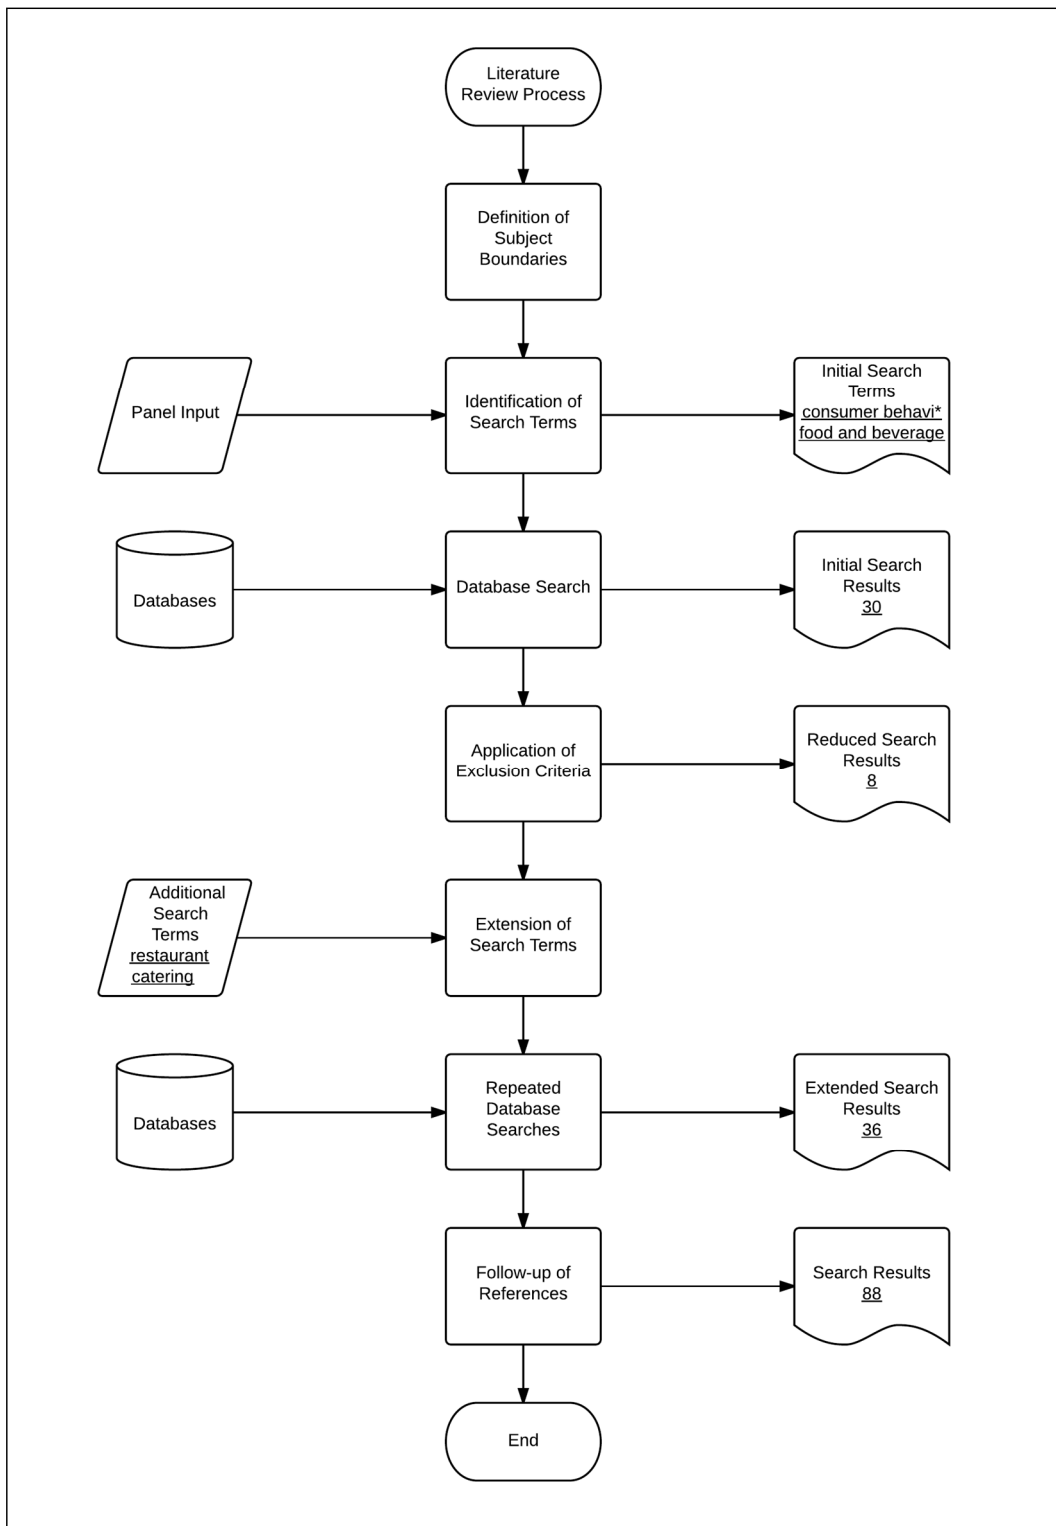 Literature
Review Process
Definition of
Subject
Boundaries
Panel Input
Identification of
Search Terms
Initial Search
Terms
consumer behavi*
food and beverage
Databases
Database Search
Initial Search
Results
30
Application of
Exclusion Criteria
Reduced Search
Results
8
Additional
Search
Terms
restaurant
catering
Extension of
Search Terms
Databases
Repeated
Database
Searches
Extended Search
Results
36
Follow-up of
References
Search Results
88
End